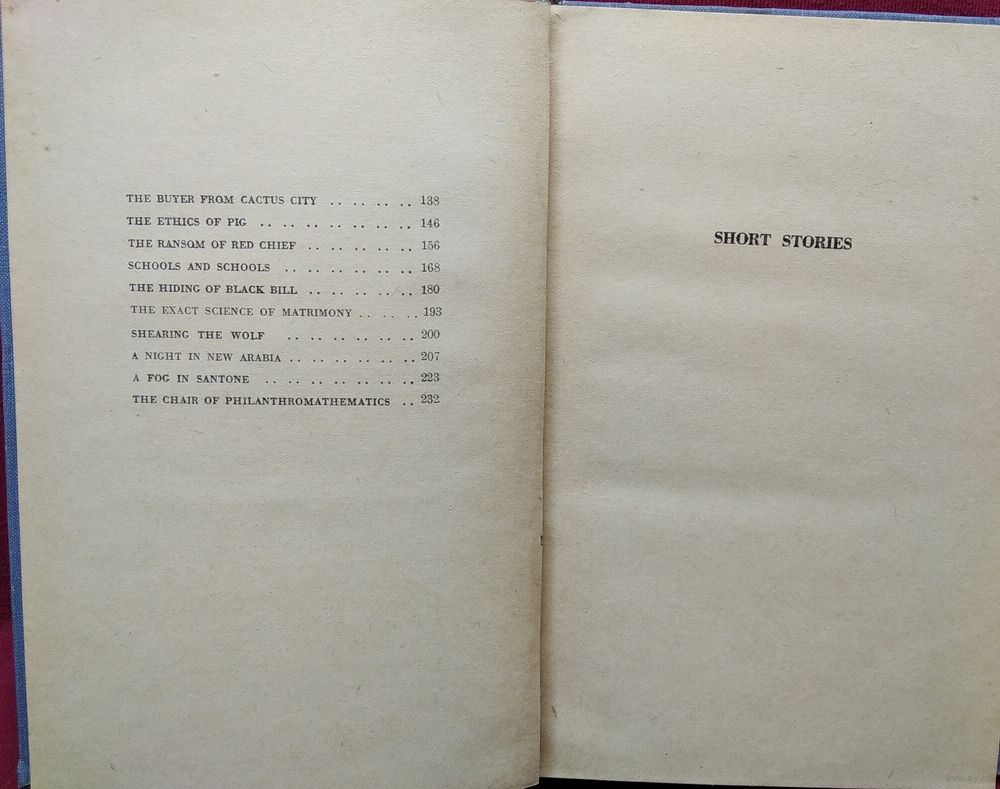 THE BUYER FROM CACTUS CITY .. .. .. .. 138
THE ETHICS OF PIG .. .. .. .. .. .. .. 146
THE RANSOM OF RED CHIEF .. .. .. .. .. 156
SCHOOLS AND SCHOOLS .. .. .. .. .. .. 168
THE HIDING OF BLACK BILL .. .. .. .. .. 180
THE EXACT SCIENCE OF MATRIMONY .. .. .. 193
SHEARING THE WOLF .. .. .. .. .. .. 200
A NIGHT IN NEW ARABIA .. .. .. .. .. .. 207
A FOG IN SANTONE .. .. .. .. .. .. .. 223
THE CHAIR OF PHILANTHROMATHEMATICS .. 232
SHORT STORIES